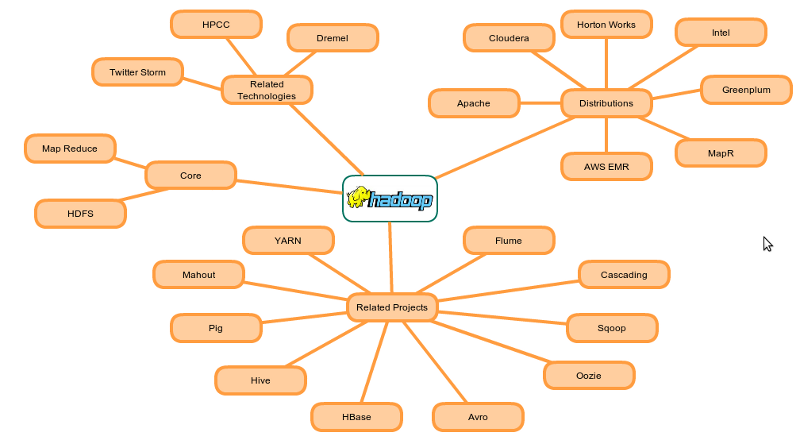 HPCC
Dremel
Twitter Storm
Related
Technologies
Cloudera
Horton Works
Intel
Greenplum
Apache
Distributions
MapR
AWS EMR
Map Reduce
Core
HDFS
hadoop
YARN
Flume
Mahout
Cascading
Related Projects
Pig
Sqoop
Hive
Oozie
HBase
Avro